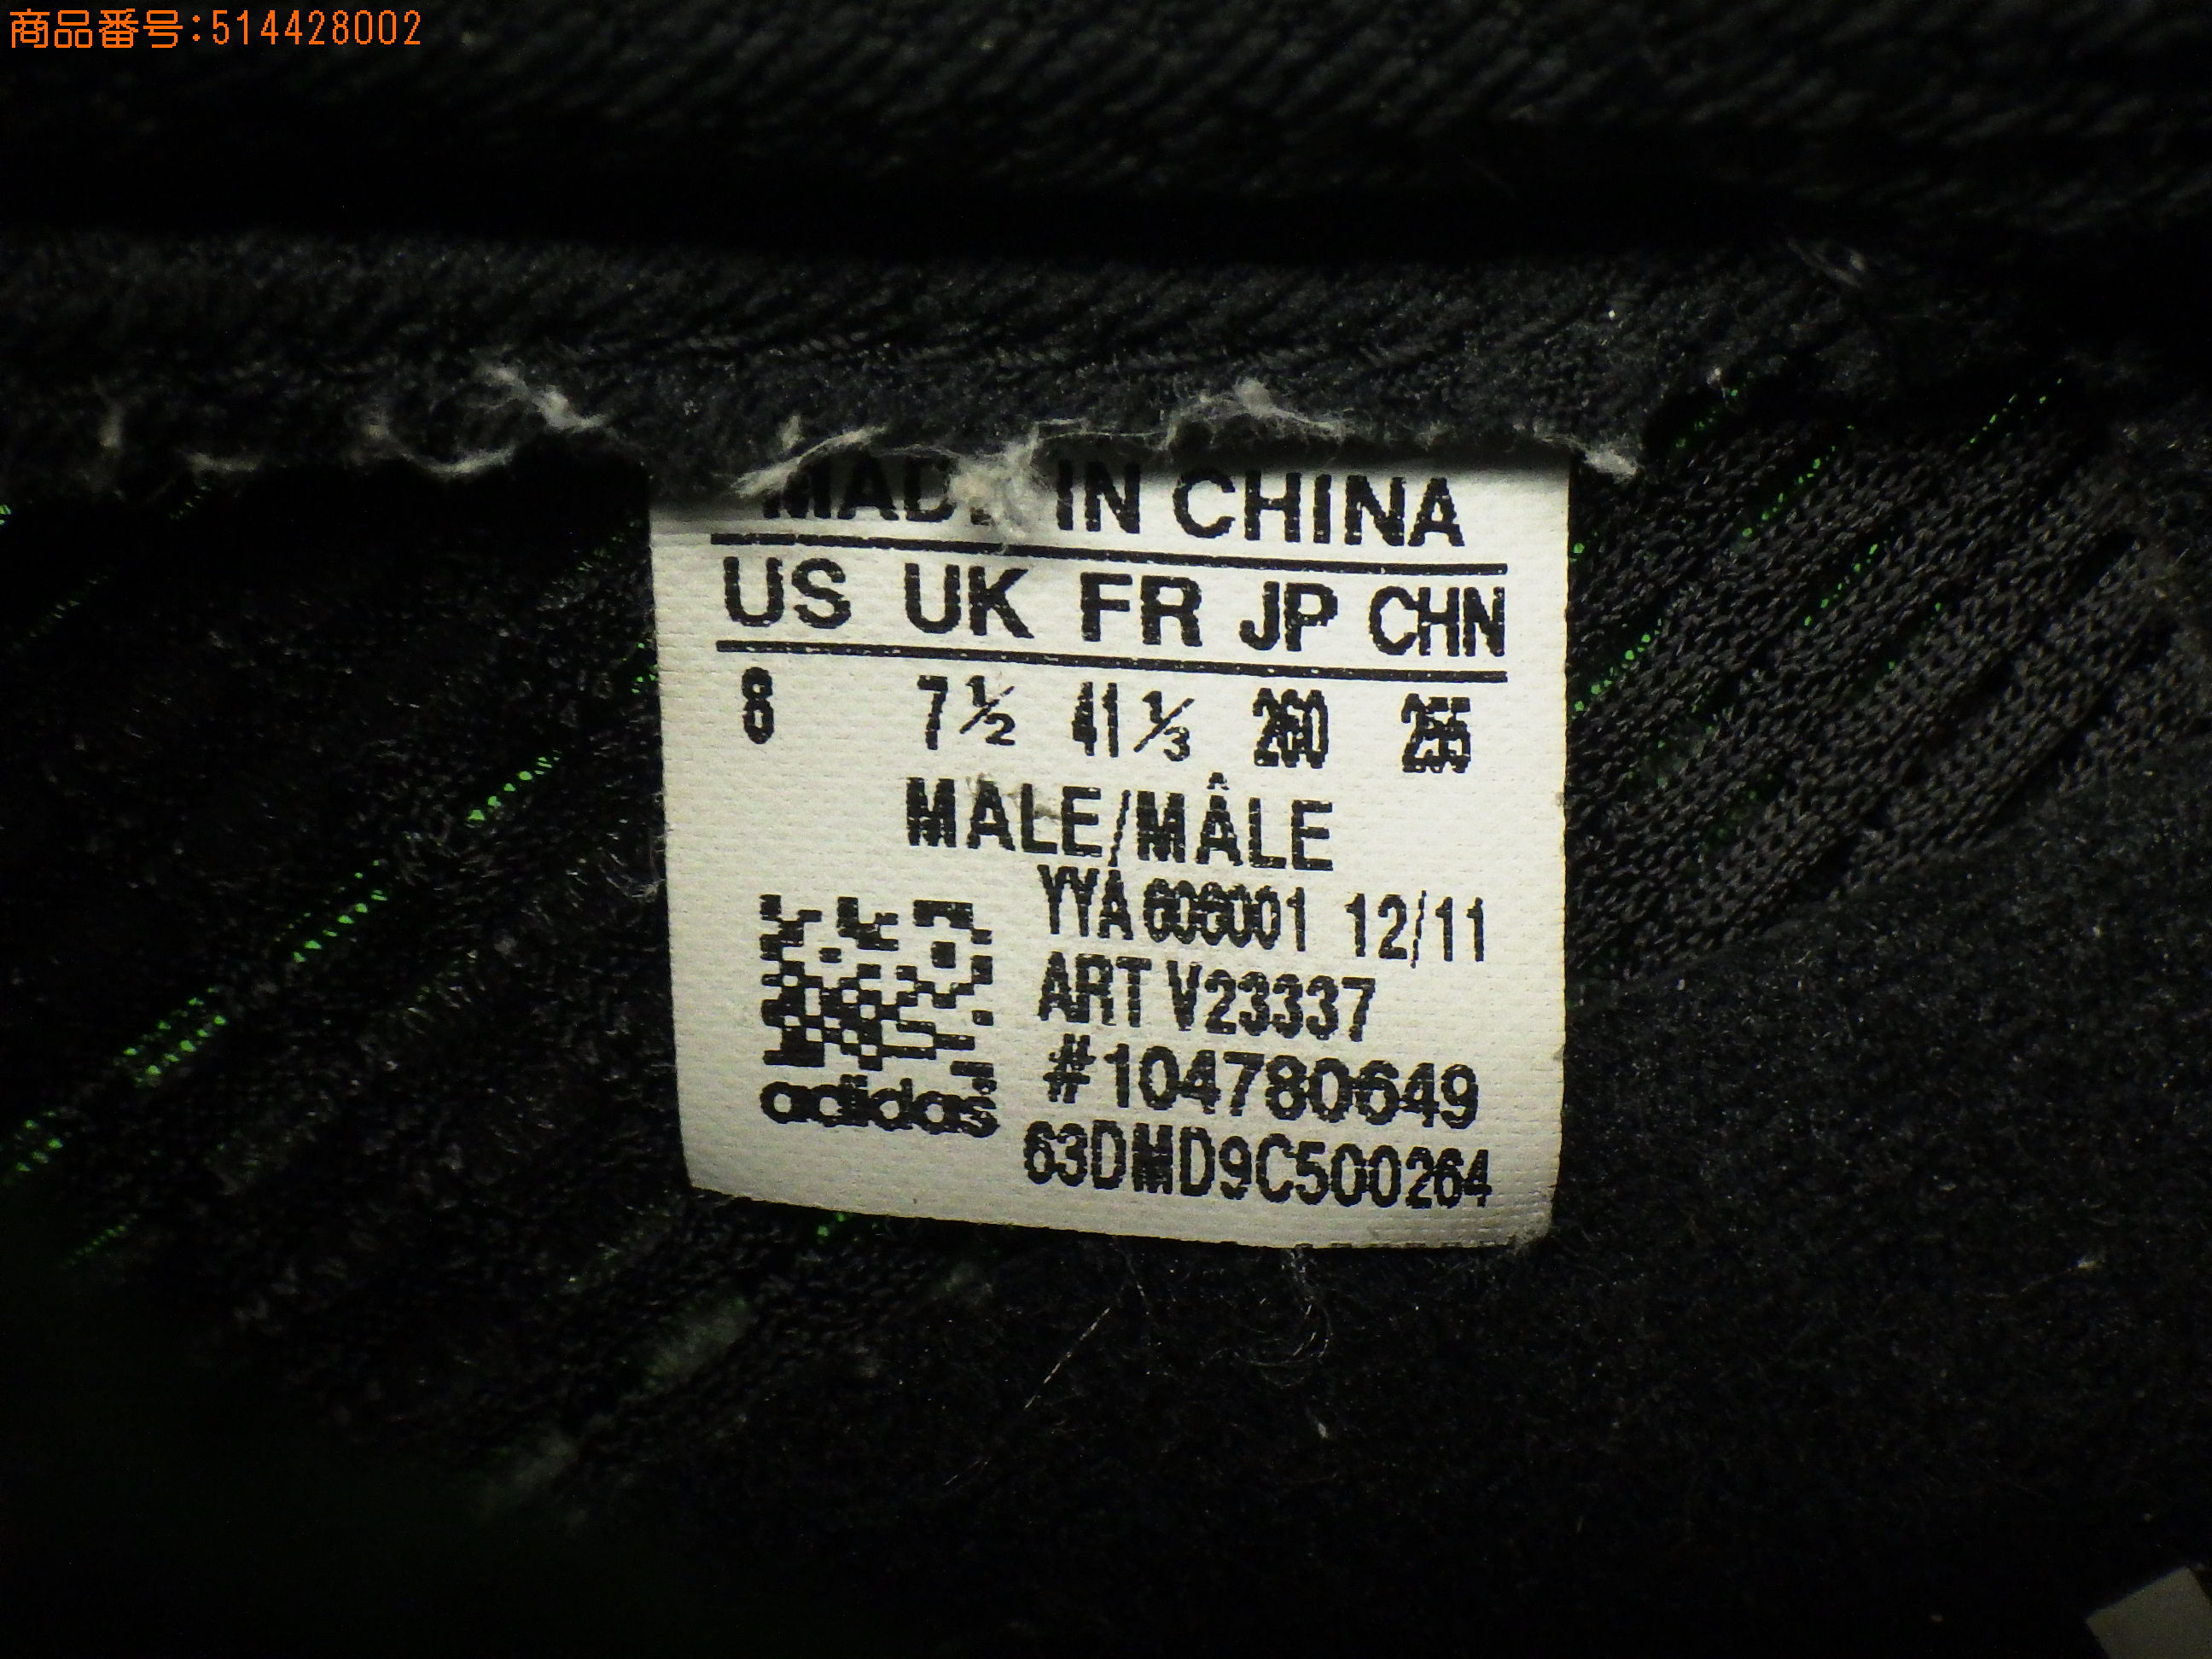 商品番号:514428002
MADE IN CHINA
US UK FR JP CHN
8 7½ 41⅓ 260 255
MALE/MÂLE
YYA 606001 12/11
ART V23337
#104780649
63DMD9C500264
adidas